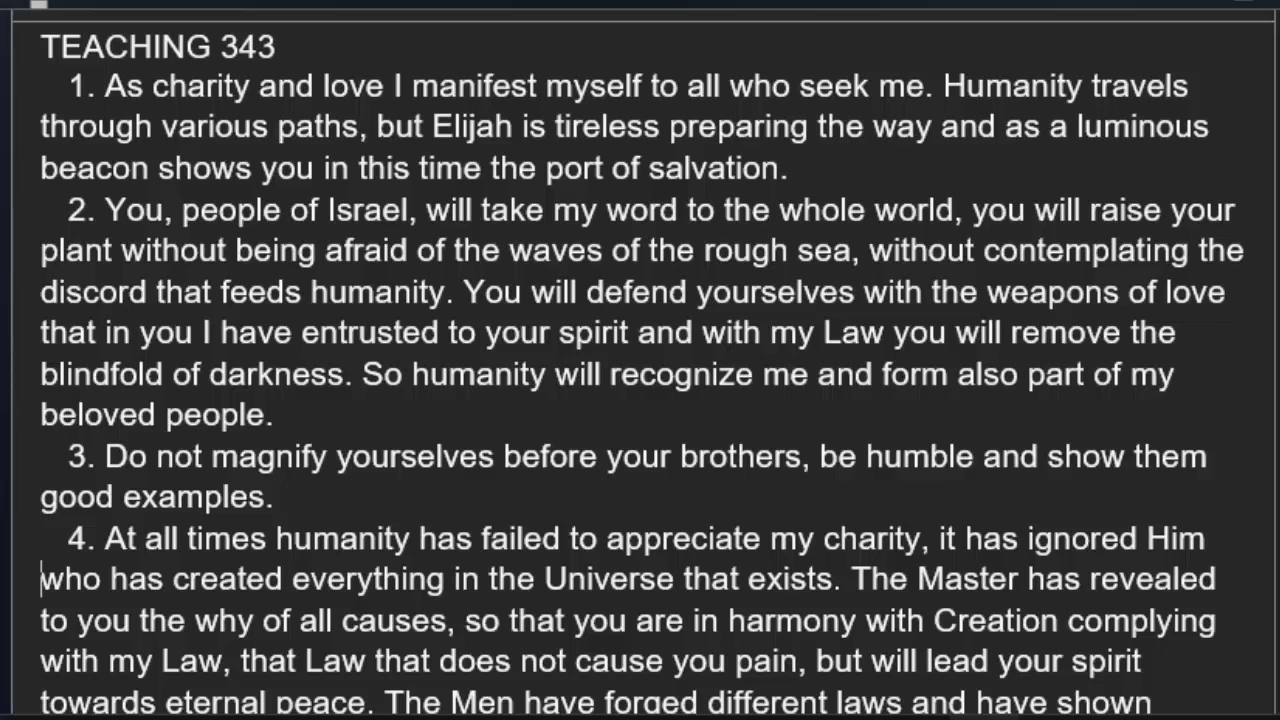 TEACHING 343
1. As charity and love I manifest myself to all who seek me. Humanity travels
through various paths, but Elijah is tireless preparing the way and as a luminous
beacon shows you in this time the port of salvation.
2. You, people of Israel, will take my word to the whole world, you will raise your
plant without being afraid of the waves of the rough sea, without contemplating the
discord that feeds humanity. You will defend yourselves with the weapons of love
that in you I have entrusted to your spirit and with my Law you will remove the
blindfold of darkness. So humanity will recognize me and form also part of my
beloved people.
3. Do not magnify yourselves before your brothers, be humble and show them
good examples.
4. At all times humanity has failed to appreciate my charity, it has ignored Him
who has created everything in the Universe that exists. The Master has revealed
to you the why of all causes, so that you are in harmony with Creation complying
with my Law, that Law that does not cause you pain, but will lead your spirit
towards eternal peace. The Men have forged different laws and have shown